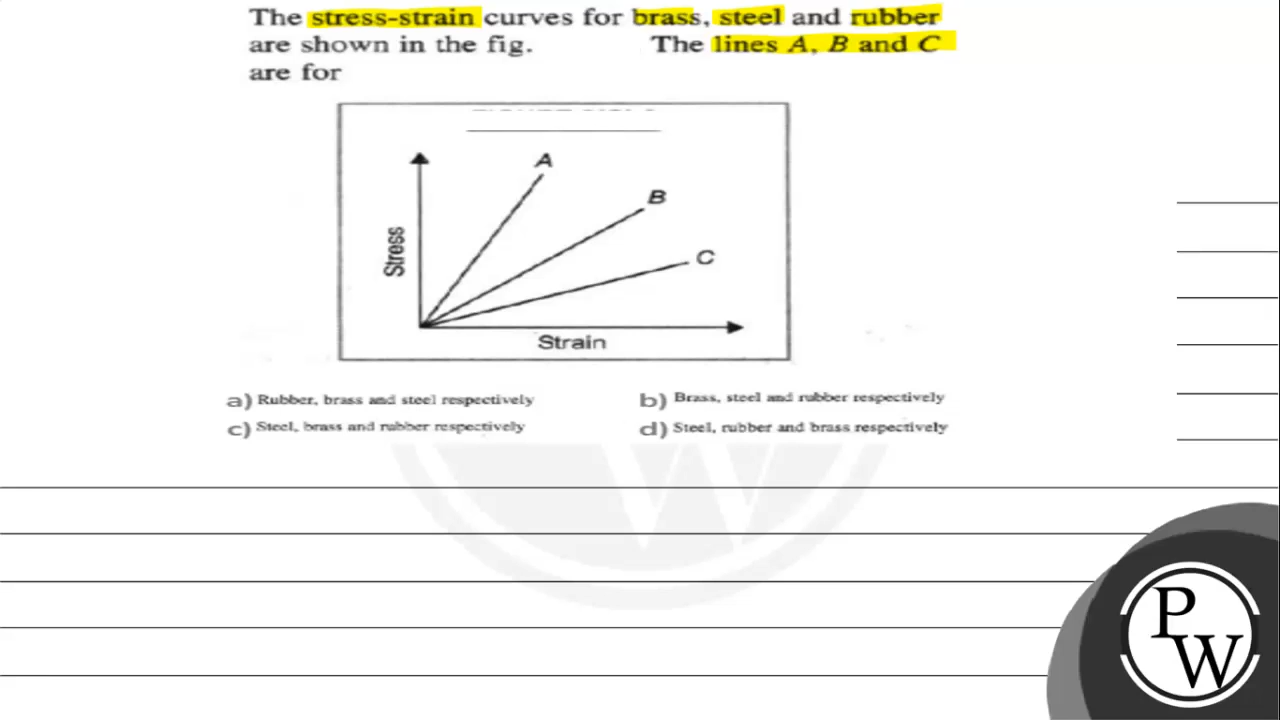 The stress-strain curves for brass, steel and rubber
are shown in the fig. The lines A, B and C
are for
A
B
C
Stress
Strain
a) Rubber, brass and steel respectively
b) Brass, steel and rubber respectively
c) Steel, brass and rubber respectively
d) Steel, rubber and brass respectively
P
W